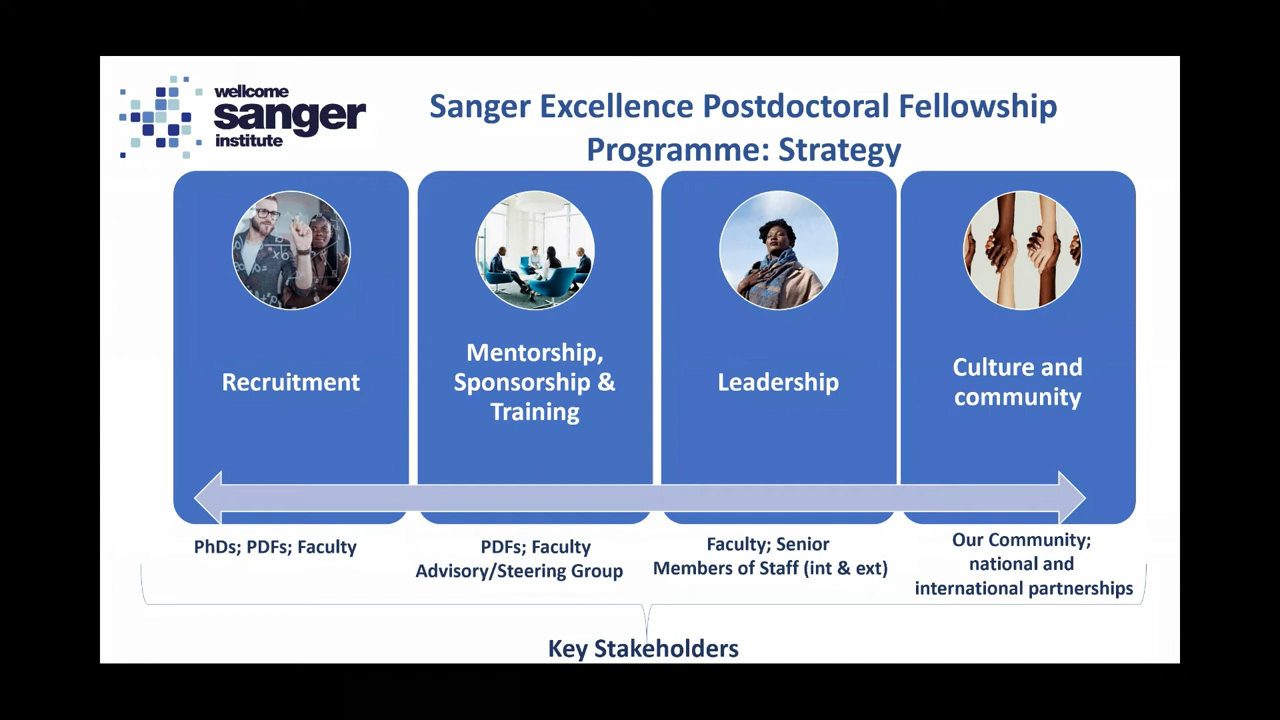 wellcome
sanger
institute
Sanger Excellence Postdoctoral Fellowship
Programme: Strategy
Recruitment
Mentorship,
Sponsorship &
Training
Leadership
Culture and
community
PhDs; PDFs; Faculty
PDFs; Faculty
Advisory/Steering Group
Faculty; Senior
Members of Staff (int & ext)
Our Community;
national and
international partnerships
Key Stakeholders